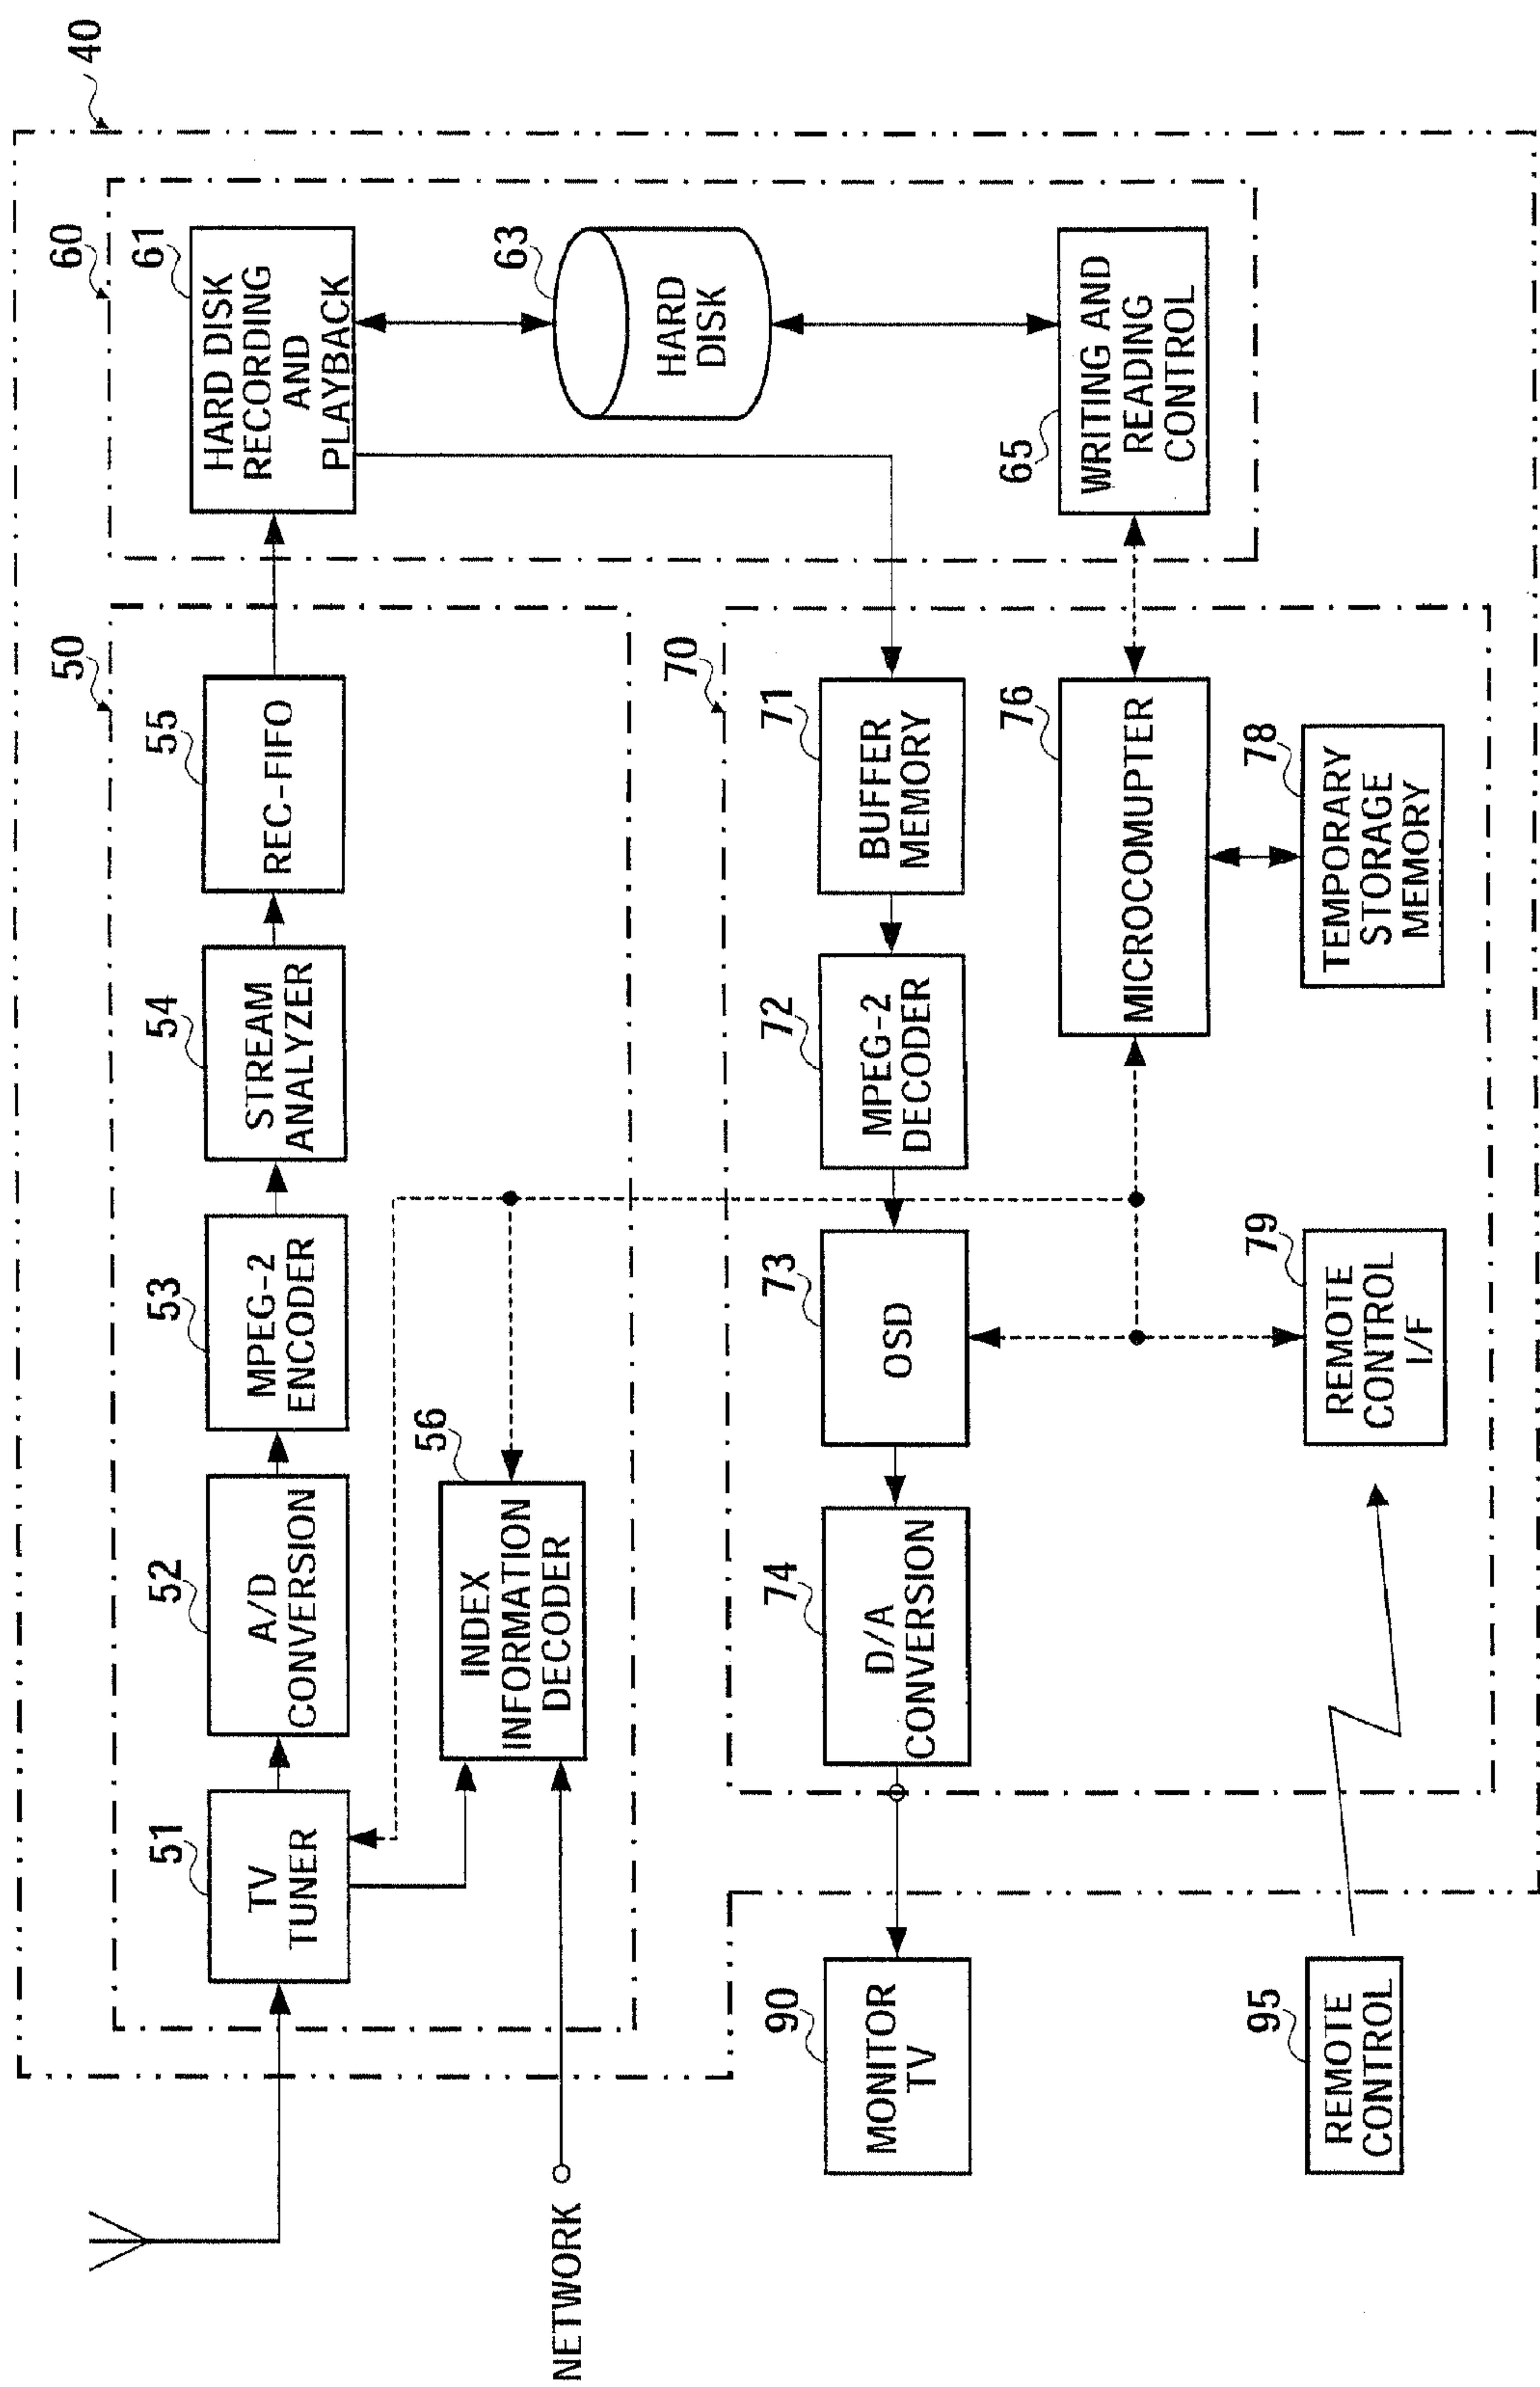 40
50
51
TV
TUNER
52
A/D
CONVERSION
53
MPEG-2
ENCODER
54
STREAM
ANALYZER
55
REC-FIFO
60
61
HARD DISK
RECORDING
AND
PLAYBACK
56
INDEX
INFORMATION
DECODER
63
HARD
DISK
NETWORK
70
90
MONITOR
TV
74
D/A
CONVERSION
73
OSD
72
MPEG-2
DECODER
71
BUFFER
MEMORY
76
MICROCOMUPTER
65
WRITING AND
READING
CONTROL
95
REMOTE
CONTROL
79
REMOTE
CONTROL
I/F
78
TEMPORARY
STORAGE
MEMORY